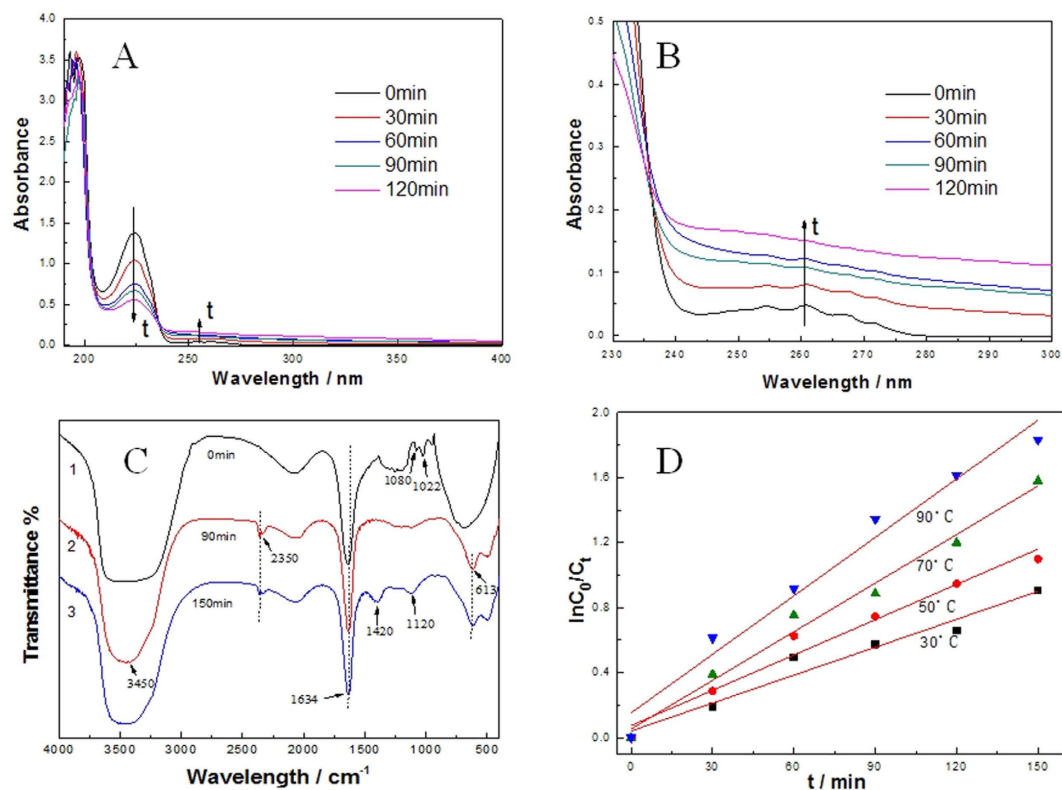 A
0min
30min
60min
90min
120min
t
t
Absorbance
4.0
3.5
3.0
2.5
2.0
1.5
1.0
0.5
0.0
200
250
300
350
400
Wavelength / nm
B
0min
30min
60min
90min
120min
t
Absorbance
0.5
0.4
0.3
0.2
0.1
0.0
230
240
250
260
270
280
290
300
Wavelength / nm
C
1
0min
1080
1022
2
90min
2350
613
3
150min
1420
1120
3450
1634
Transmittance %
4000
3500
3000
2500
2000
1500
1000
500
Wavelength / cm-1
D
90° C
70° C
50° C
30° C
lnC0/Ct
2.0
1.6
1.2
0.8
0.4
0.0
0
30
60
90
120
150
t / min